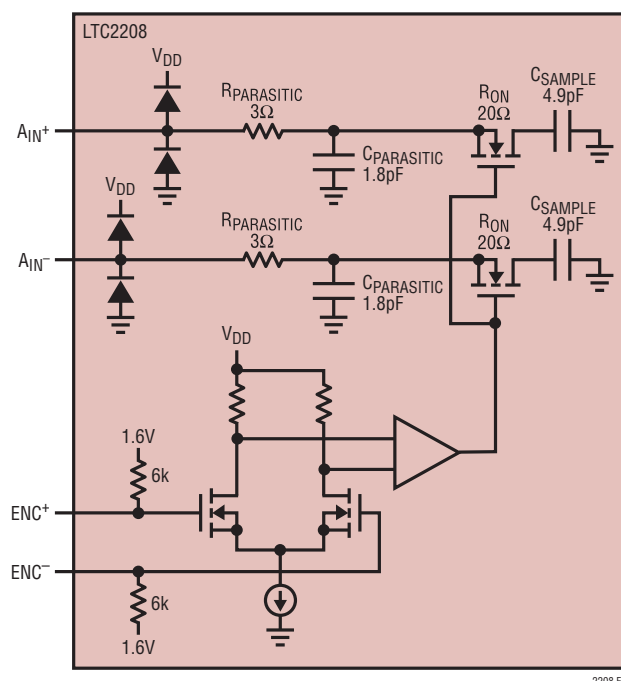 LTC2208
VDD
RPARASITIC
3Ω
RON
20Ω
CSAMPLE
4.9pF
AIN+
CPARASITIC
1.8pF
VDD
RPARASITIC
3Ω
RON
20Ω
CSAMPLE
4.9pF
AIN–
CPARASITIC
1.8pF
VDD
1.6V
6k
ENC+
ENC–
6k
1.6V